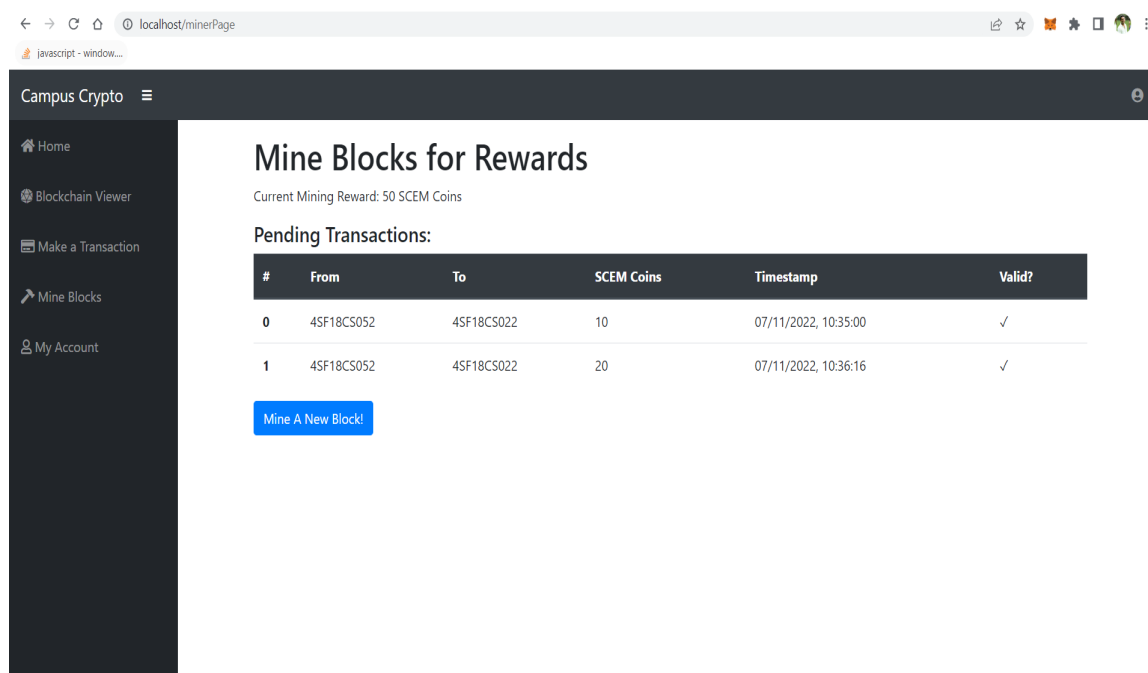 localhost/minerPage
javascript - window....
Campus Crypto
Home
Blockchain Viewer
Make a Transaction
Mine Blocks
My Account
Mine Blocks for Rewards
Current Mining Reward: 50 SCEM Coins
Pending Transactions:
# From To SCEM Coins Timestamp Valid?
0 4SF18CS052 4SF18CS022 10 07/11/2022, 10:35:00 ✓
1 4SF18CS052 4SF18CS022 20 07/11/2022, 10:36:16 ✓
Mine A New Block!